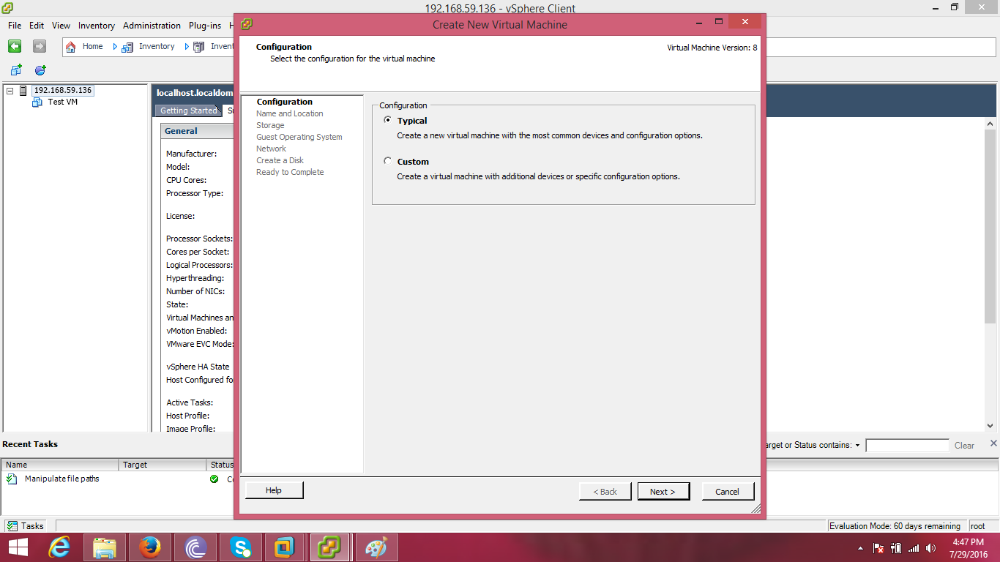 192.168.59.136 - vSphere Client
File Edit View Inventory Administration Plug-ins H
Home Inventory Invent
192.168.59.136
Test VM
localhost.localdom
Getting Started Su
General
Manufacturer:
Model:
CPU Cores:
Processor Type:
License:
Processor Sockets:
Cores per Socket:
Logical Processors:
Hyperthreading:
Number of NICs:
State:
Virtual Machines an
vMotion Enabled:
VMware EVC Mode:
vSphere HA State
Host Configured fo
Active Tasks:
Host Profile:
Image Profile:
Create New Virtual Machine
Configuration
Select the configuration for the virtual machine
Virtual Machine Version: 8
Configuration
Name and Location
Storage
Guest Operating System
Network
Create a Disk
Ready to Complete
Configuration
Typical
Create a new virtual machine with the most common devices and configuration options.
Custom
Create a virtual machine with additional devices or specific configuration options.
Help < Back Next > Cancel
Recent Tasks
arget or Status contains: Clear
Name Target Status
Manipulate file paths Co
Tasks
Evaluation Mode: 60 days remaining root
4:47 PM
7/29/2016